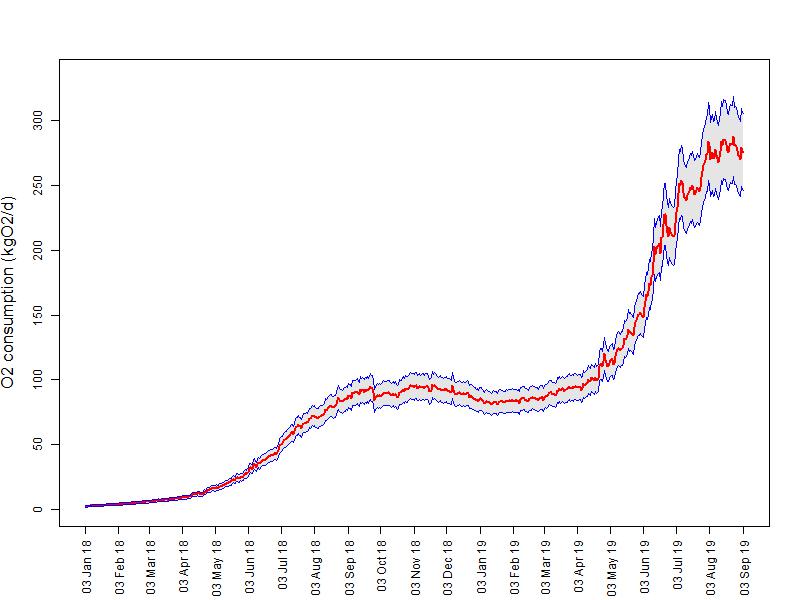 O2 consumption (kgO2/d)
300
250
200
150
100
50
0
03 Jan 18
03 Feb 18
03 Mar 18
03 Apr 18
03 May 18
03 Jun 18
03 Jul 18
03 Aug 18
03 Sep 18
03 Oct 18
03 Nov 18
03 Dec 18
03 Jan 19
03 Feb 19
03 Mar 19
03 Apr 19
03 May 19
03 Jun 19
03 Jul 19
03 Aug 19
03 Sep 19